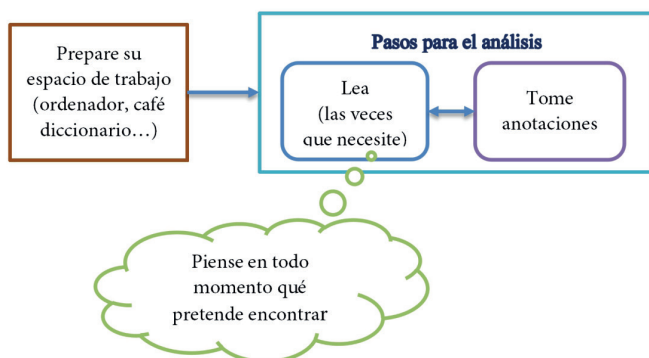 Prepare su
espacio de trabajo
(ordenador, café
diccionario…)
Pasos para el análisis
Lea
(las veces
que necesite)
Tome
anotaciones
Piense en todo
momento qué
pretende encontrar